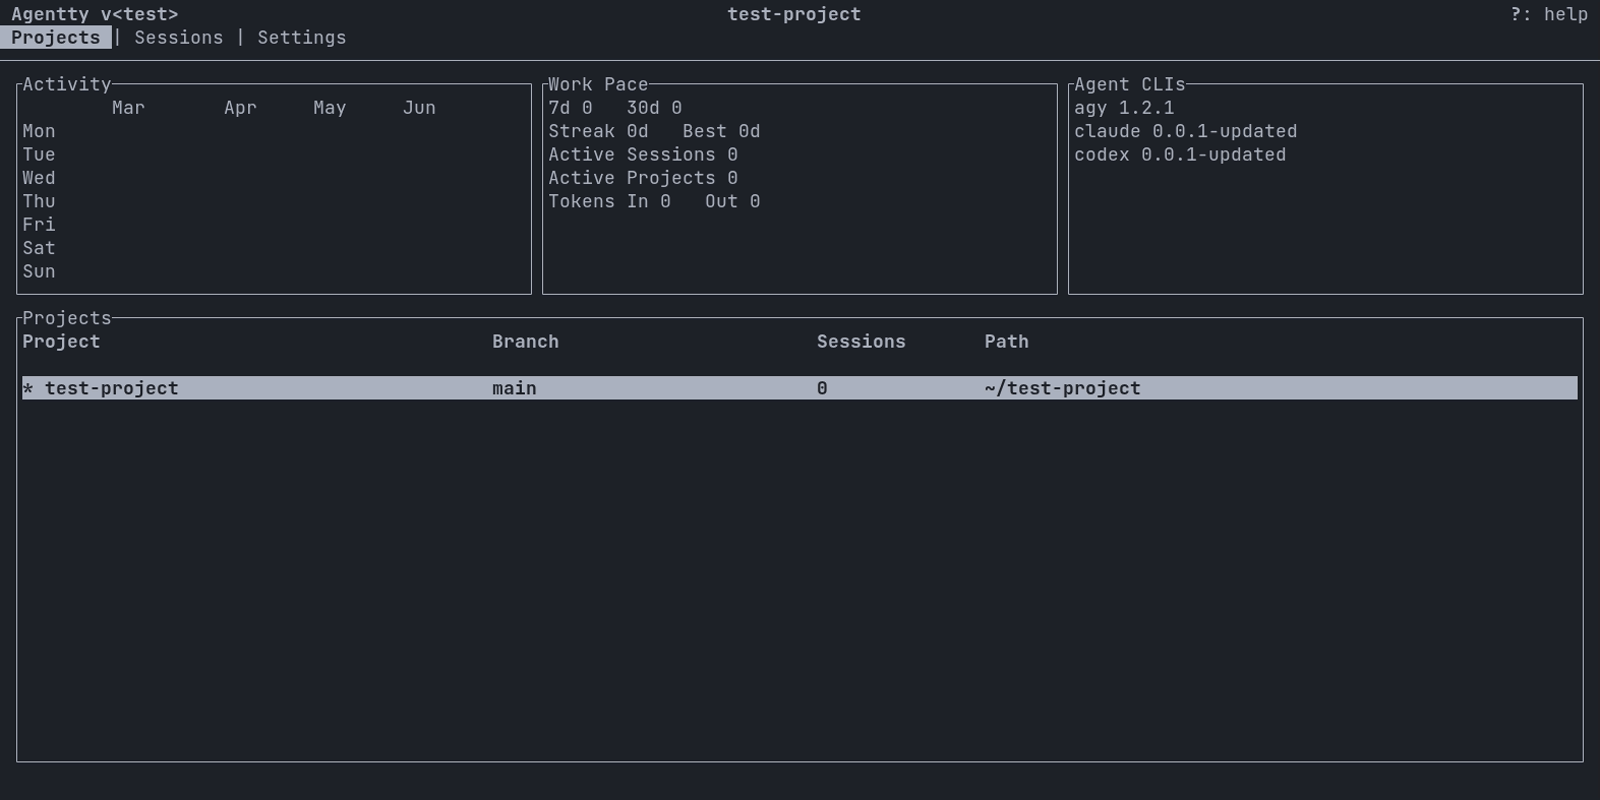 Agentty v<test> test-project ?: help
Projects | Sessions | Settings
Activity
Mar Apr May Jun
Mon
Tue
Wed
Thu
Fri
Sat
Sun
Work Pace
7d 0 30d 0
Streak 0d Best 0d
Active Sessions 0
Active Projects 0
Tokens In 0 Out 0
Agent CLIs
agy 1.2.1
claude 0.0.1-updated
codex 0.0.1-updated
Projects
Project Branch Sessions Path
* test-project main 0 ~/test-project